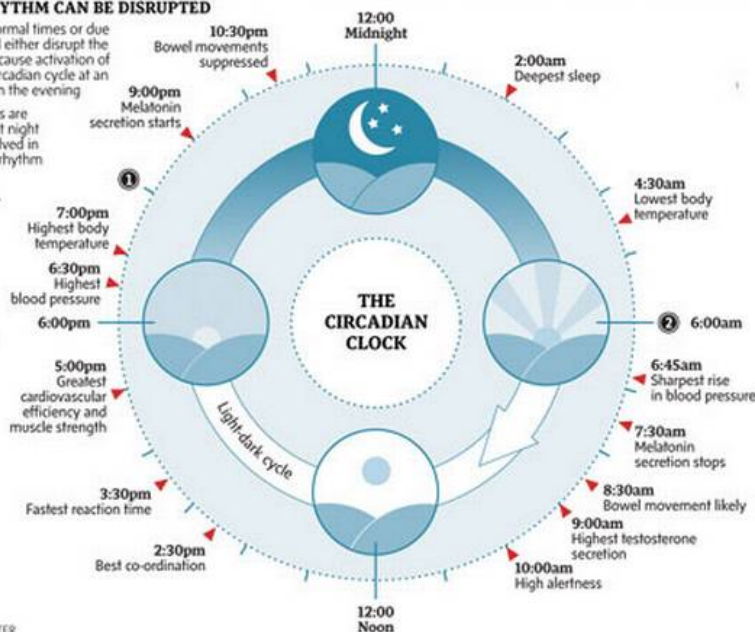 YTHM CAN BE DISRUPTED
ormal times or due
either disrupt the
cause activation of
rcadian cycle at an
n the evening
s are
t night
lved in
rhythm
12:00
Midnight
2:00am
Deepest sleep
4:30am
Lowest body
temperature
2 6:00am
6:45am
Sharpest rise
in blood pressure
7:30am
Melatonin
secretion stops
8:30am
Bowel movement likely
9:00am
Highest testosterone
secretion
10:00am
High alertness
12:00
Noon
2:30pm
Best co-ordination
3:30pm
Fastest reaction time
5:00pm
Greatest
cardiovascular
efficiency and
muscle strength
6:00pm
6:30pm
Highest
blood pressure
7:00pm
Highest body
temperature
1
9:00pm
Melatonin
secretion starts
10:30pm
Bowel movements
suppressed
THE
CIRCADIAN
CLOCK
Light-dark cycle